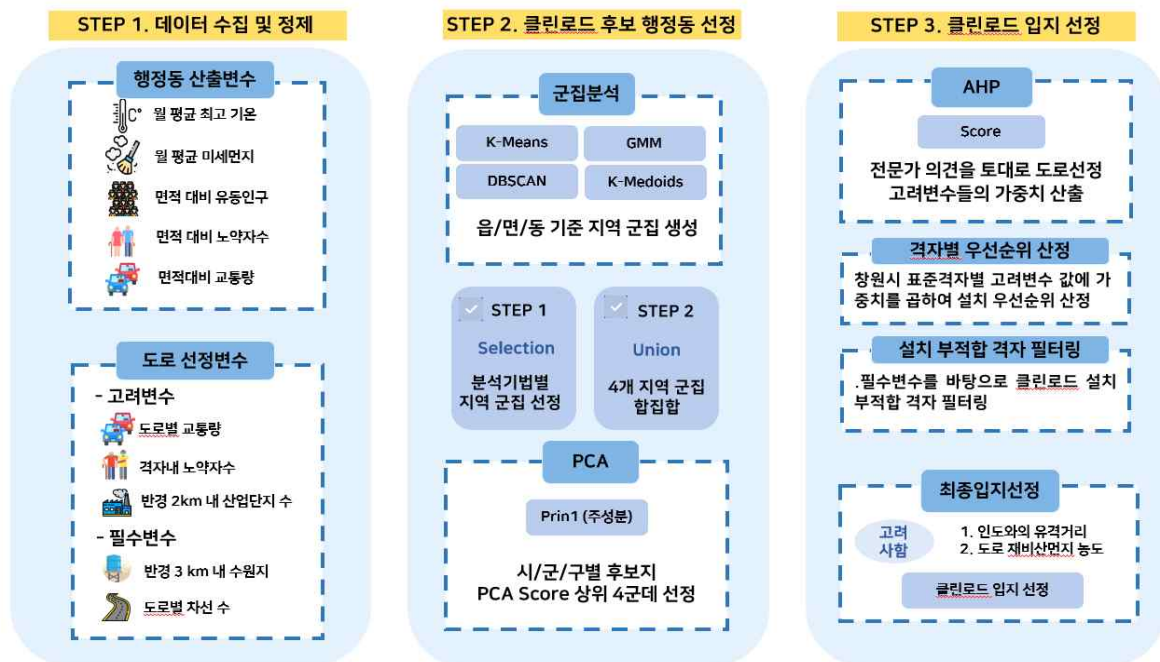 STEP 1. 데이터 수집 및 정제
행정동 산출변수
C°
월 평균 최고 기온
월 평균 미세먼지
면적 대비 유동인구
면적 대비 노약자수
면적대비 교통량
도로 선정변수
- 고려변수
도로별 교통량
격자내 노약자수
반경 2km 내 산업단지 수
- 필수변수
반경 3 km 내 수원지
도로별 차선 수
STEP 2. 클린로드 후보 행정동 선정
군집분석
K-Means
GMM
DBSCAN
K-Medoids
읍/면/동 기준 지역 군집 생성
STEP 1
Selection
분석기법별
지역 군집 선정
STEP 2
Union
4개 지역 군집
합집합
PCA
Prin1 (주성분)
시/군/구별 후보지
PCA Score 상위 4군데 선정
STEP 3. 클린로드 입지 선정
AHP
Score
전문가 의견을 토대로 도로선정
고려변수들의 가중치 산출
격자별 우선순위 산정
창원시 표준격자별 고려변수 값에 가
중치를 곱하여 설치 우선순위 산정
설치 부적합 격자 필터링
.필수변수를 바탕으로 클린로드 설치
부적합 격자 필터링
최종입지선정
고려
사항
1. 인도와의 유격거리
2. 도로 재비산먼지 농도
클린로드 입지 선정